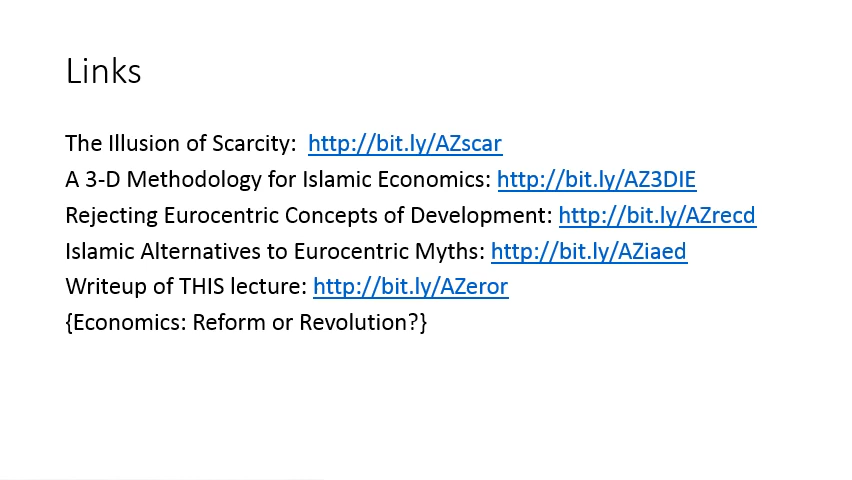 Links
The Illusion of Scarcity:  http://bit.ly/AZscar
A 3-D Methodology for Islamic Economics: http://bit.ly/AZ3DIE
Rejecting Eurocentric Concepts of Development: http://bit.ly/AZrecd
Islamic Alternatives to Eurocentric Myths: http://bit.ly/AZiaed
Writeup of THIS lecture: http://bit.ly/AZeror
{Economics: Reform or Revolution?}